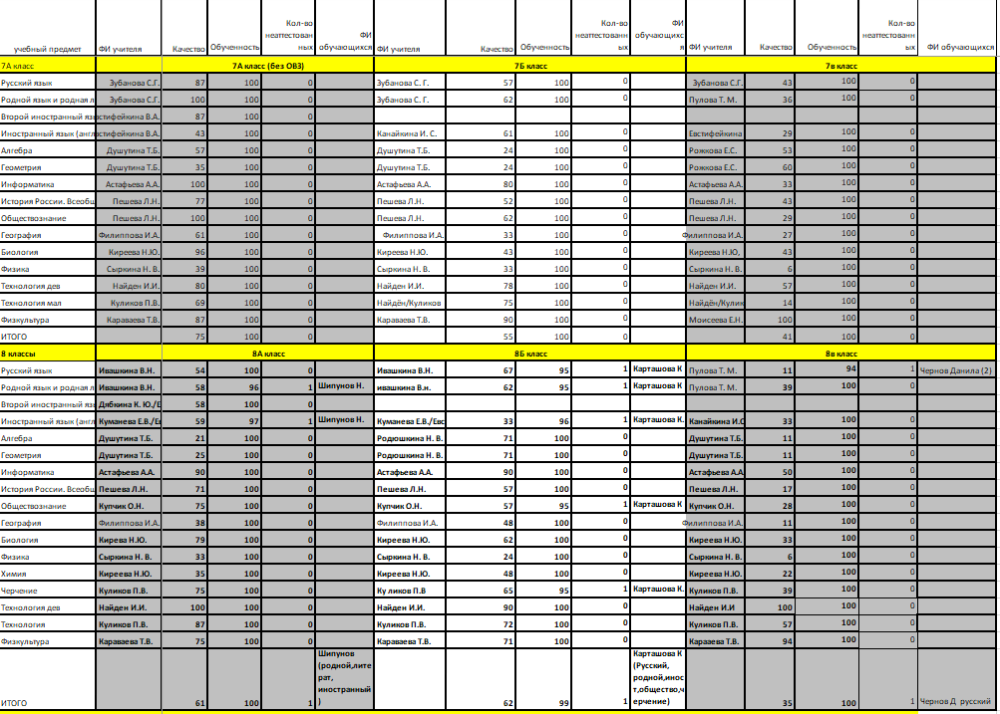 учебный предмет ФИ учителя Качество Обученность Кол-во неаттестован ных ФИ обучающихся ФИ учителя Качество Обученность Кол-во неаттестованн ых ФИ обучающихс я ФИ учителя Качество Обученность Кол-во неаттестованн ых ФИ обучающихся
7А класс 7А класс (без ОВЗ) 7Б класс 7в класс
Русский язык Зубанова С.Г. 87 100 0 Зубанова С. Г. 57 100 0 Зубанова С.Г. 43 100 0
Родной язык и родная л Зубанова С.Г. 100 100 0 Зубанова С. Г. 62 100 0 Пулова Т. М. 36 100 0
Второй иностранный яз стифейкина В.А. 87 100 0
Иностранный язык (англ стифейкина В.А. 43 100 0 Канайкина И. С. 61 100 0 Евстифейкина 29 100 0
Алгебра Душутина Т.Б. 57 100 0 Душутина Т.Б. 24 100 0 Рожкова Е.С. 53 100 0
Геометрия Душутина Т.Б. 35 100 0 Душутина Т.Б. 24 100 0 Рожкова Е.С. 60 100 0
Информатика Астафьева А.А. 100 100 0 Астафьева А.А. 80 100 0 Астафьева А.А. 33 100 0
История России. Всеобщ Пешева Л.Н. 77 100 0 Пешева Л.Н. 52 100 0 Пешева Л.Н. 43 100 0
Обществознание Пешева Л.Н. 100 100 0 Пешева Л.Н. 62 100 0 Пешева Л.Н. 29 100 0
География Филиппова И.А. 61 100 0 Филиппова И.А. 33 100 0 Филиппова И.А. 27 100 0
Биология Киреева Н.Ю. 96 100 0 Киреева Н.Ю. 43 100 0 Киреева Н.Ю, 43 100 0
Физика Сыркина Н. В. 39 100 0 Сыркина Н. В. 33 100 0 Сыркина Н. В. 6 100 0
Технология дев Найден И.И. 80 100 0 Найден И.И. 78 100 0 Найден И.И. 57 100 0
Технология мал Куликов П.В. 69 100 0 Найдён/Куликов 75 100 0 Найдён/Кулик 14 100 0
Физкультура Караваева Т.В. 87 100 0 Караваева Т.В. 90 100 0 Моисеева Е.Н. 100 100 0
ИТОГО 75 100 0 55 100 0 41 100 0
8 классы 8А класс 8Б класс 8в класс
Русский язык Ивашкина В.Н. 54 100 0 Ивашкина В.Н. 67 95 1 Карташова К Пулова Т. М. 11 94 1 Чернов Данила (2)
Родной язык и родная л Ивашкина В.Н. 58 96 1 Шипунов Н. ивашкина В.н. 62 95 1 Карташова К Пулова Т. М. 39 100 0
Второй иностранный яз Дябкина К. Ю./Е 58 100 0
Иностранный язык (англ Куманева Е.В./Ев 59 97 1 Шипунов Н. Куманева Е.В./Евс 33 96 1 Карташова К. Канайкина И.С 33 100 0
Алгебра Душутина Т.Б. 21 100 0 Родюшкина Н. В. 71 100 0 Душутина Т.Б. 11 100 0
Геометрия Душутина Т.Б. 25 100 0 Родюшкина Н. В. 71 100 0 Душутина Т.Б. 11 100 0
Информатика Астафьева А.А. 90 100 0 Астафьева А.А. 90 100 0 Астафьева А.А 50 100 0
История России. Всеобщ Пешева Л.Н. 71 100 0 Пешева Л.Н. 57 100 0 Пешева Л.Н. 17 100 0
Обществознание Купчик О.Н. 75 100 0 Купчик О.Н. 57 95 1 Карташова К Купчик О.Н. 28 100 0
География Филиппова И.А. 38 100 0 Филиппова И.А. 48 100 0 Филиппова И.А. 11 100 0
Биология Кирева Н.Ю. 79 100 0 Киреева Н.Ю. 62 100 0 Киреева Н.Ю. 33 100 0
Физика Сыркина Н. В. 33 100 0 Сыркина Н. В. 24 100 0 Сыркина Н. В. 6 100 0
Химия Киреева Н.Ю. 35 100 0 Киреева Н.Ю. 48 100 0 Киреева Н.Ю. 22 100 0
Черчение Куликов П.В. 75 100 0 Ку ликов П.В 65 95 1 Карташова К. Куликов П.В. 39 100 0
Технология дев Найден И.И. 100 100 0 Найден И.И. 90 100 0 Найден И.И 100 100 0
Технология Куликов П.В. 87 100 0 Куликов П.В. 72 100 0 Куликов П.В. 57 100 0
Физкультура Караваева Т.В. 75 100 0 Караваева Т.В. 71 100 0 Караваева Т.В. 94 100 0
ИТОГО 61 100 1 Шипунов (родной,лите рат, иностранный ) 62 99 1 Карташова К (Русский, родной,инос т,общество,ч ерчение) 35 100 1 Чернов Д русский